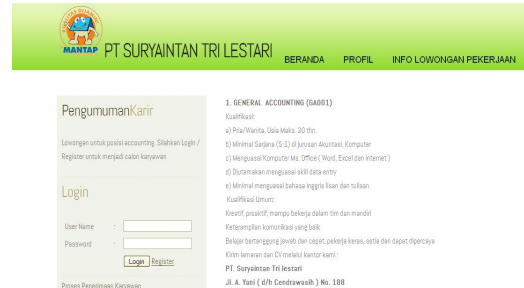 MANTAP
PT SURYAINTAN TRI LESTARI
BERANDA PROFIL INFO LOWONGAN PEKERJAAN
PengumumanKarir
Lowongan untuk posisi accounting. Silahkan Login /
Register untuk menjadi calon karyawan
Login
User Name :
Password :
Login Register
Proses Penerimaan Karyawan
1. GENERAL ACCOUNTING (GA001)
Kualifikasi:
a) Pria/Wanita, Usia Maks. 30 thn.
b) Minimal Sarjana (S-1) di jurusan Akuntasi, Komputer
c) Menguasai Komputer Ms. Office ( Word, Excel dan internet )
d) Diutamakan menguasai skill data entry
e) Minimal menguasai bahasa inggris lisan dan tulisan
Kualifikasi Umum:
Kreatif, proaktif, mampu bekerja dalam tim dan mandiri
Keterampilan komunikasi yang baik
Belajar bertanggung jawab dan cepat, pekerja keras, setia dan dapat dipercaya
Kirim lamaran dan CV melalui kantor kami :
PT. Suryaintan Tri lestari
Jl. A. Yani ( d/h Cendrawasih ) No. 188